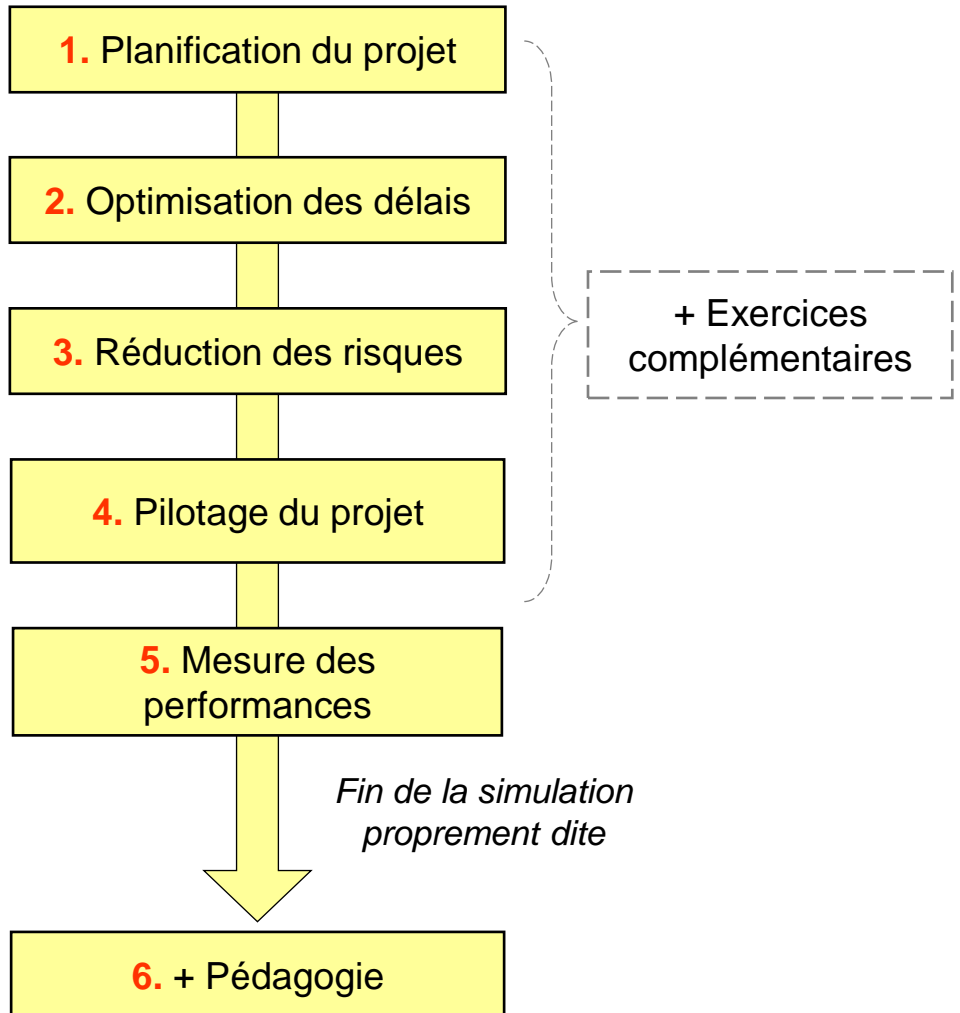 1. Planification du projet
2. Optimisation des délais
3. Réduction des risques
+ Exercices
complémentaires
4. Pilotage du projet
5. Mesure des
performances
Fin de la simulation
proprement dite
6. + Pédagogie